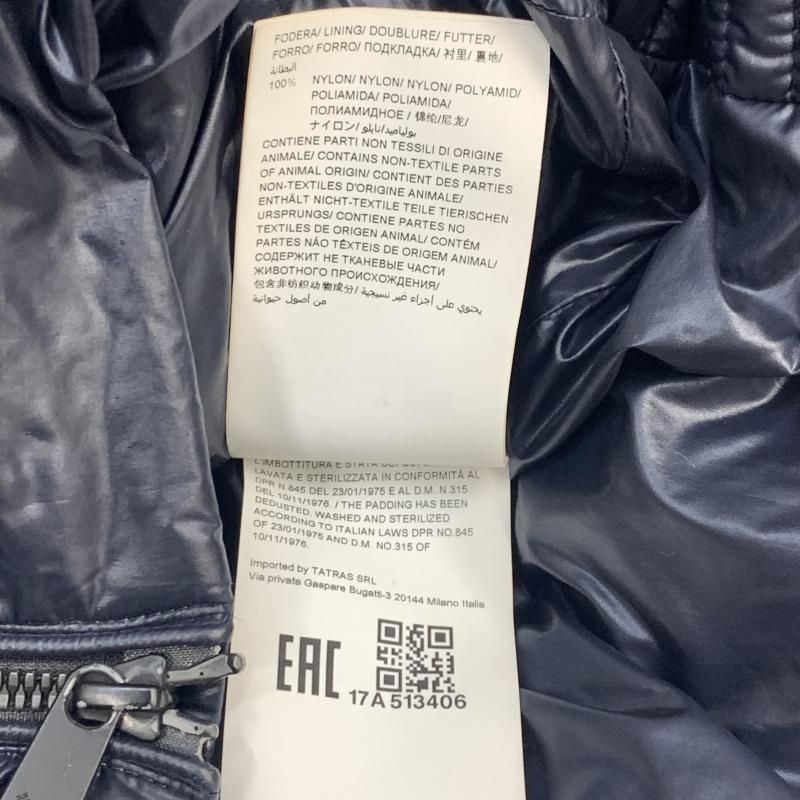 FODERA/ LINING/ DOUBLURE/ FUTTER/
FORRO/ FORRO/ ПОДКЛАДКА/ 衬里/ 裏地/
البطانة
100% NYLON/ NYLON/ NYLON/ POLYAMID/
POLIAMIDA/ POLIAMIDA/
ПОЛИАМИДНОЕ / 锦纶/尼龙/
ナイロン/ بولياميد/نايلو
CONTIENE PARTI NON TESSILI DI ORIGINE
ANIMALE/ CONTAINS NON-TEXTILE PARTS
OF ANIMAL ORIGIN/ CONTIENT DES PARTIES
NON-TEXTILES D'ORIGINE ANIMALE/
ENTHÄLT NICHT-TEXTILE TEILE TIERISCHEN
URSPRUNGS/ CONTIENE PARTES NO
TEXTILES DE ORIGEN ANIMAL/ CONTÉM
PARTES NÃO TÊXTEIS DE ORIGEM ANIMAL/
СОДЕРЖИТ НЕ ТКАНЕВЫЕ ЧАСТИ
ЖИВОТНОГО ПРОИСХОЖДЕНИЯ/
包含非纺织动物成分/ يحتوي على أجزاء غير نسيجية
من أصول حيوانية
L'IMBOTTITURA E STATA
LAVATA E STERILIZZATA IN CONFORMITÀ AL
DPR N.845 DEL 23/01/1975 E AL D.M. N.315
DEL 10/11/1976. / THE PADDING HAS BEEN
DEDUSTED, WASHED AND STERILIZED
ACCORDING TO ITALIAN LAWS DPR NO.845
OF 23/01/1975 AND D.M. NO.315 OF
10/11/1976.
Imported by TATRAS SRL
Via privata Gaspare Bugatti-3 20144 Milano Italia
EAC
17A 513406